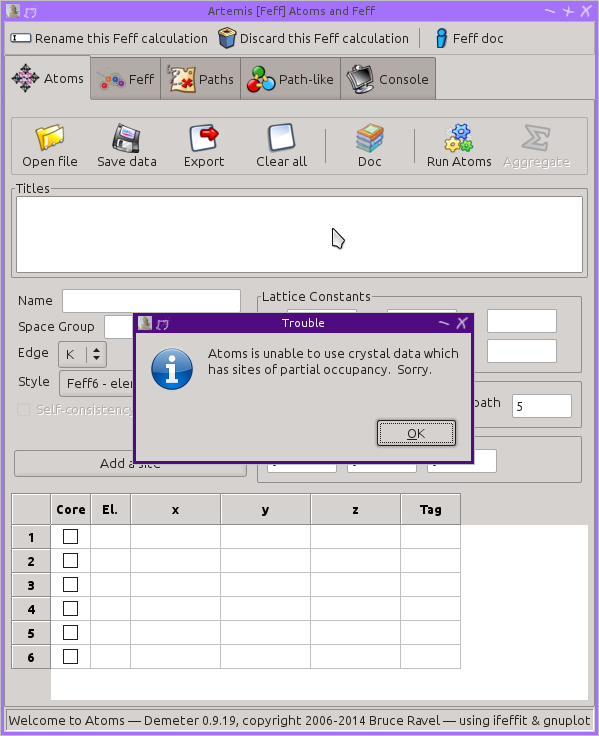 Artemis [Feff] Atoms and Feff
Rename this Feff calculation Discard this Feff calculation Feff doc
Atoms Feff Paths Path-like Console
Open file Save data Export Clear all Doc Run Atoms Aggregate
Titles
Name
Lattice Constants
Space Group
Trouble
Edge K
Atoms is unable to use crystal data which
has sites of partial occupancy. Sorry.
Style Feff6 - elem
Self-consistency
path 5
OK
Add a site
Core El. x y z Tag
1
2
3
4
5
6
Welcome to Atoms — Demeter 0.9.19, copyright 2006-2014 Bruce Ravel — using ifeffit & gnuplot